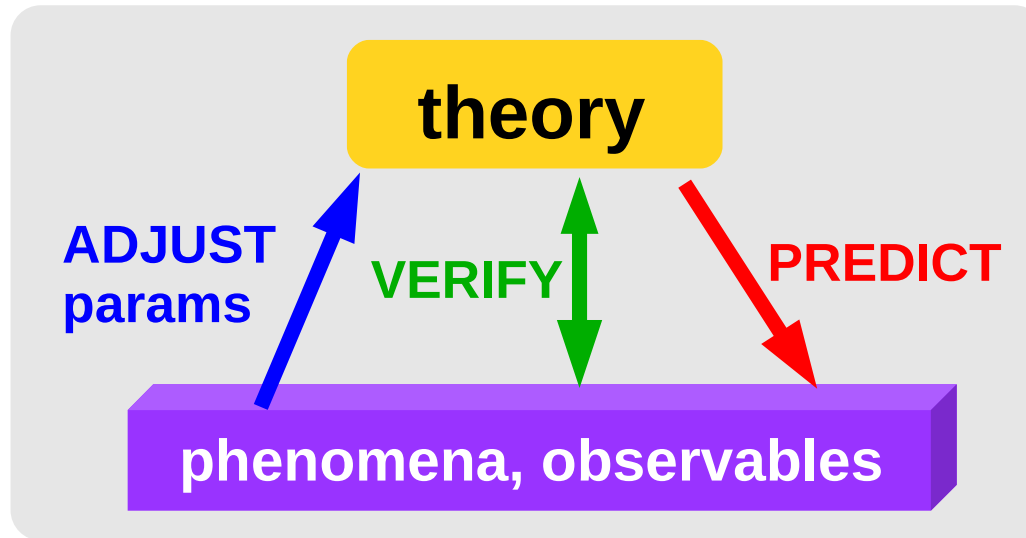 theory
ADJUST
params
VERIFY
PREDICT
phenomena, observables